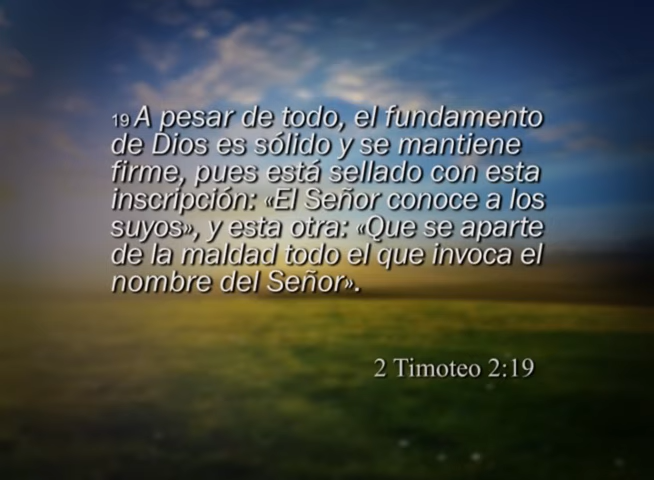 19 A pesar de todo, el fundamento
de Dios es sólido y se mantiene
firme, pues está sellado con esta
inscripción: «El Señor conoce a los
suyos», y esta otra: «Que se aparte
de la maldad todo el que invoca el
nombre del Señor».
2 Timoteo 2:19